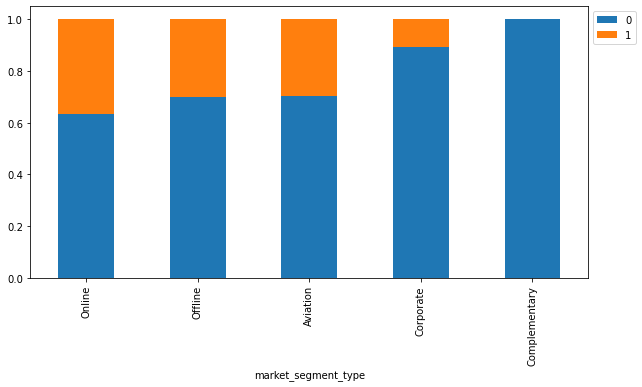 1.0
0.8
0.6
0.4
0.2
0.0
0
1
Online
Offline
Aviation
Corporate
Complementary
market_segment_type